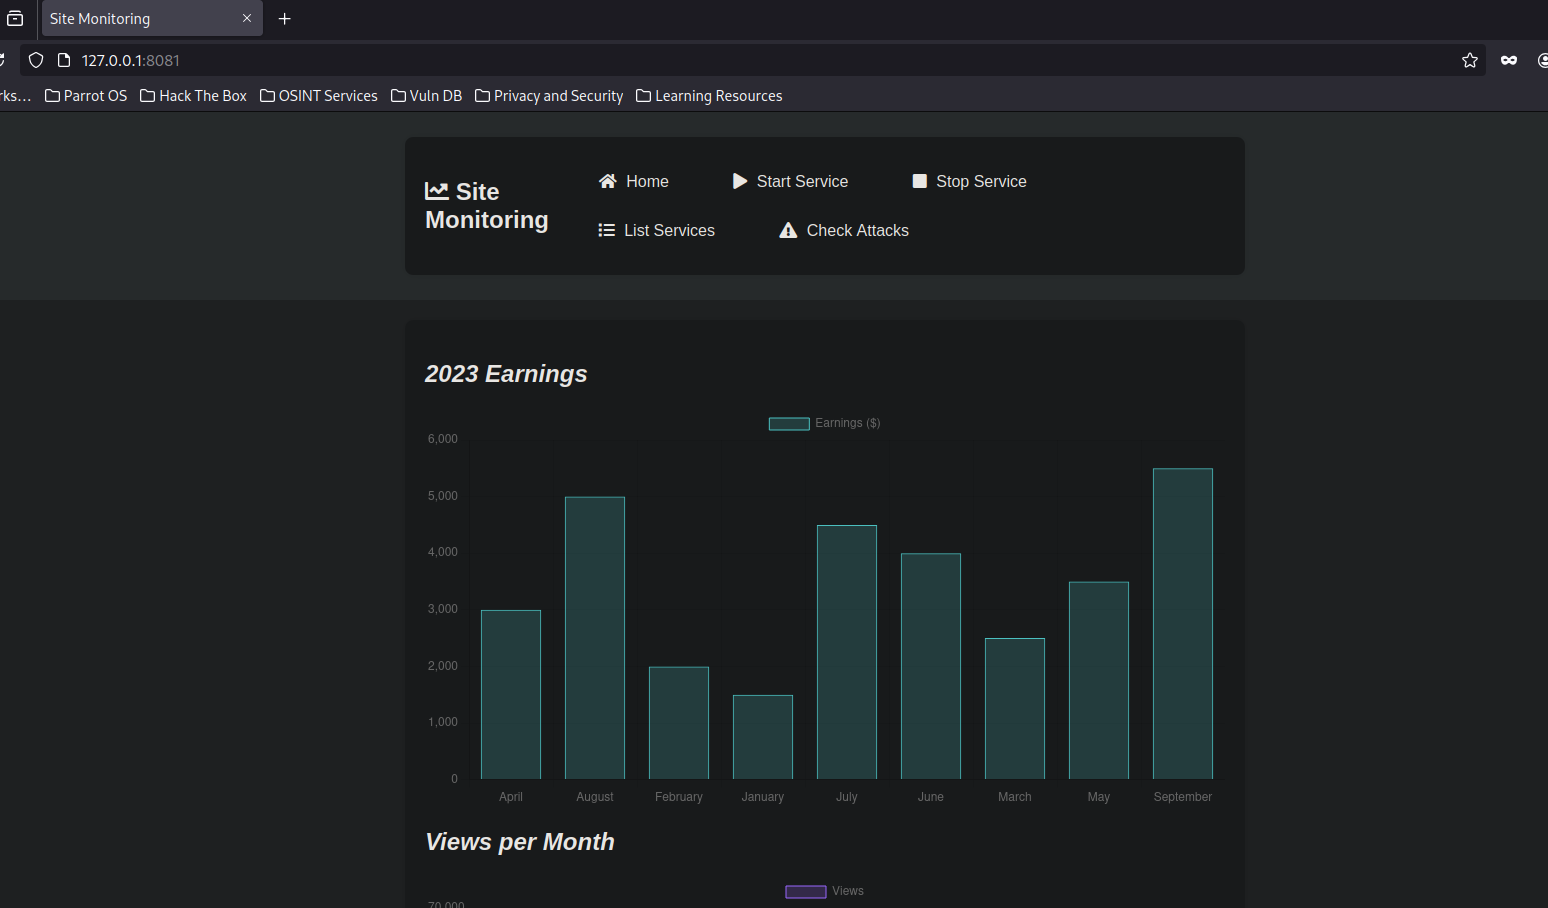 Site Monitoring
127.0.0.1:8081
rks… Parrot OS Hack The Box OSINT Services Vuln DB Privacy and Security Learning Resources
Site
Monitoring
Home Start Service Stop Service
List Services Check Attacks
2023 Earnings
Earnings ($)
6,000
5,000
4,000
3,000
2,000
1,000
0
April August February January July June March May September
Views per Month
Views
70,000